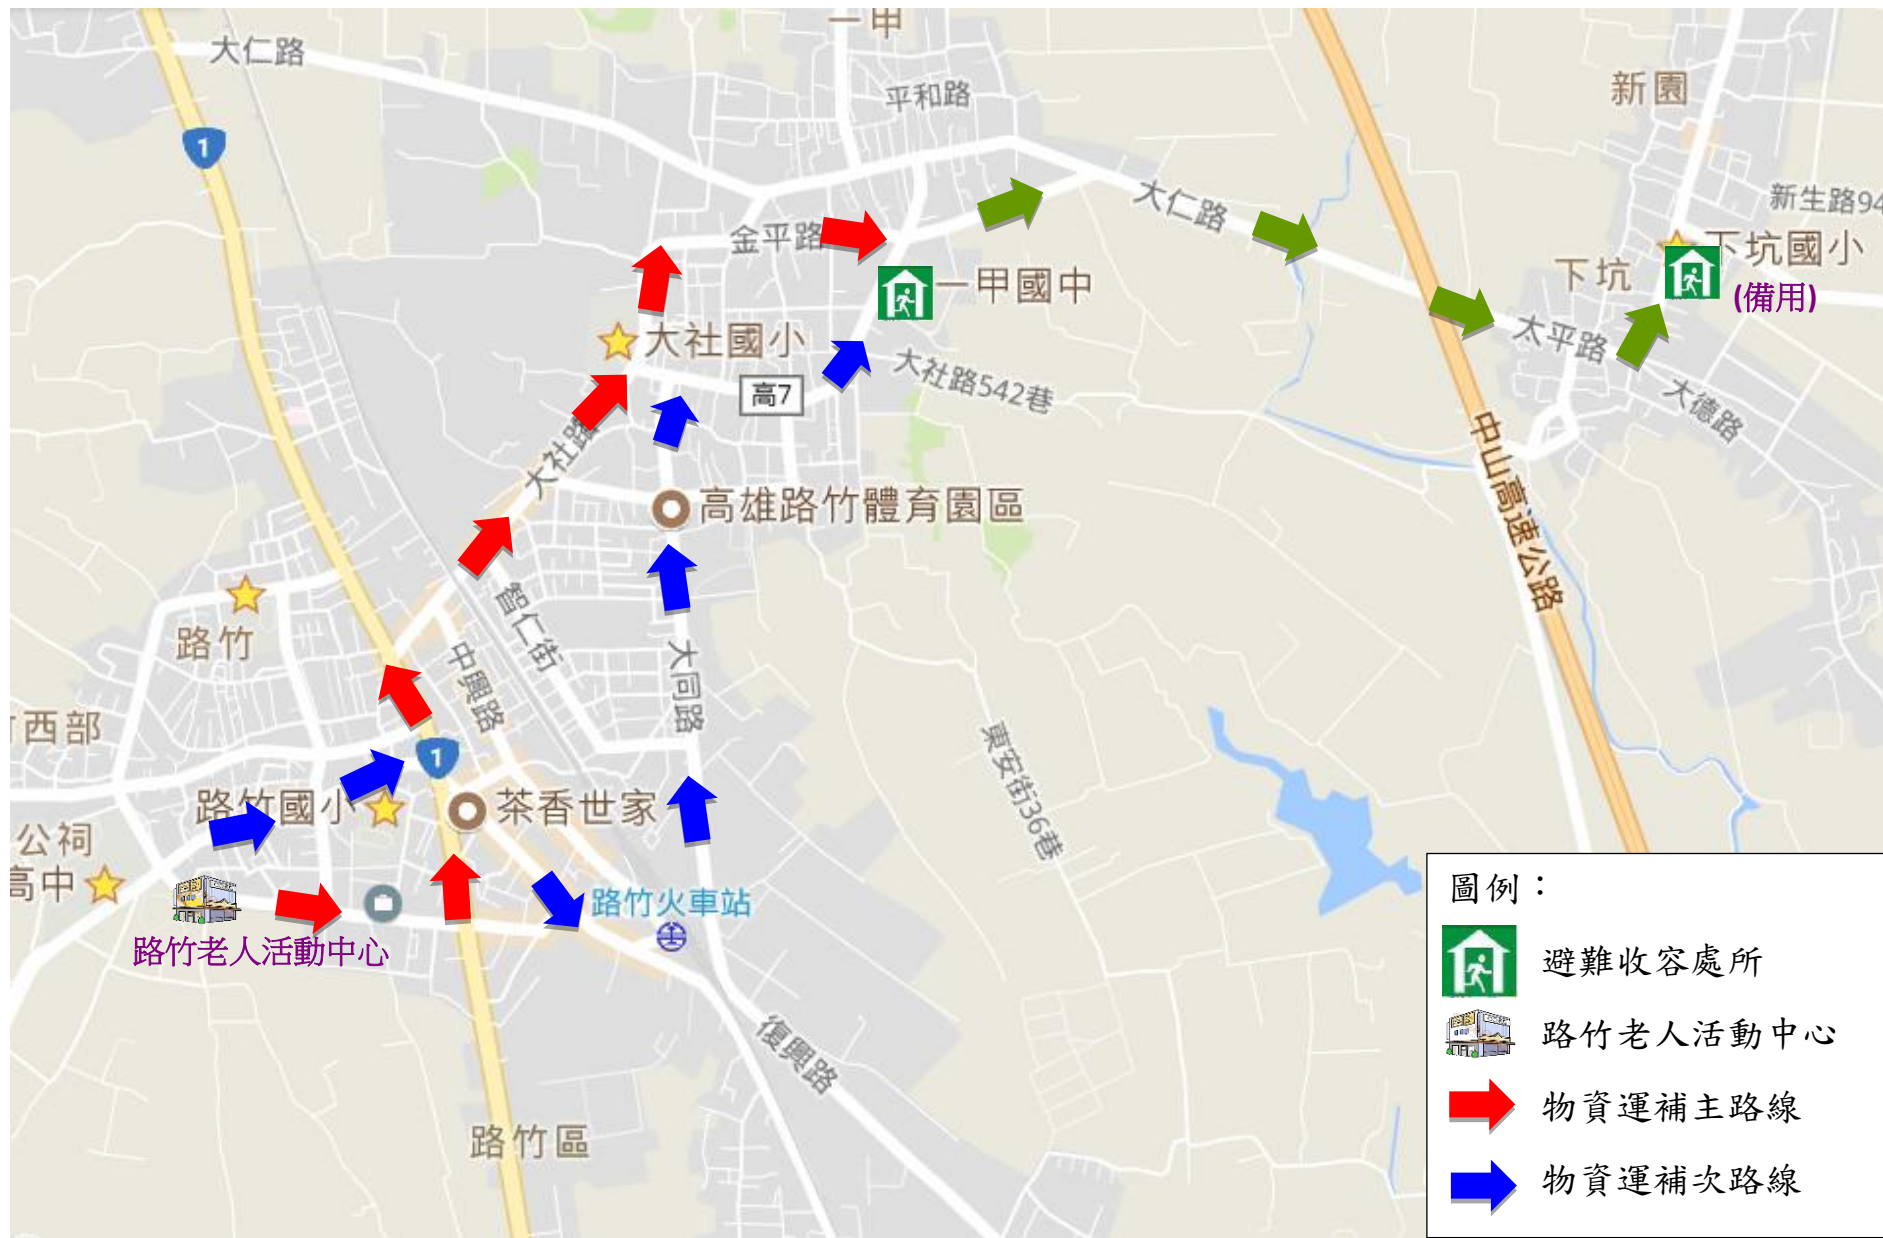 一甲
大仁路
平和路
新園
1
新生路94
大仁路
金平路
下坑國小
(備用)
下坑
一甲國中
太平路
大社國小
大社路542巷
高7
大德路
中山高速公路
大社路
高雄路竹體育園區
智仁街
路竹
中興路
大同路
西部
東安街36巷
1
路竹國小
茶香世家
公祠
高中
路竹火車站
路竹老人活動中心
復興路
路竹區
圖例：
避難收容處所
路竹老人活動中心
物資運補主路線
物資運補次路線